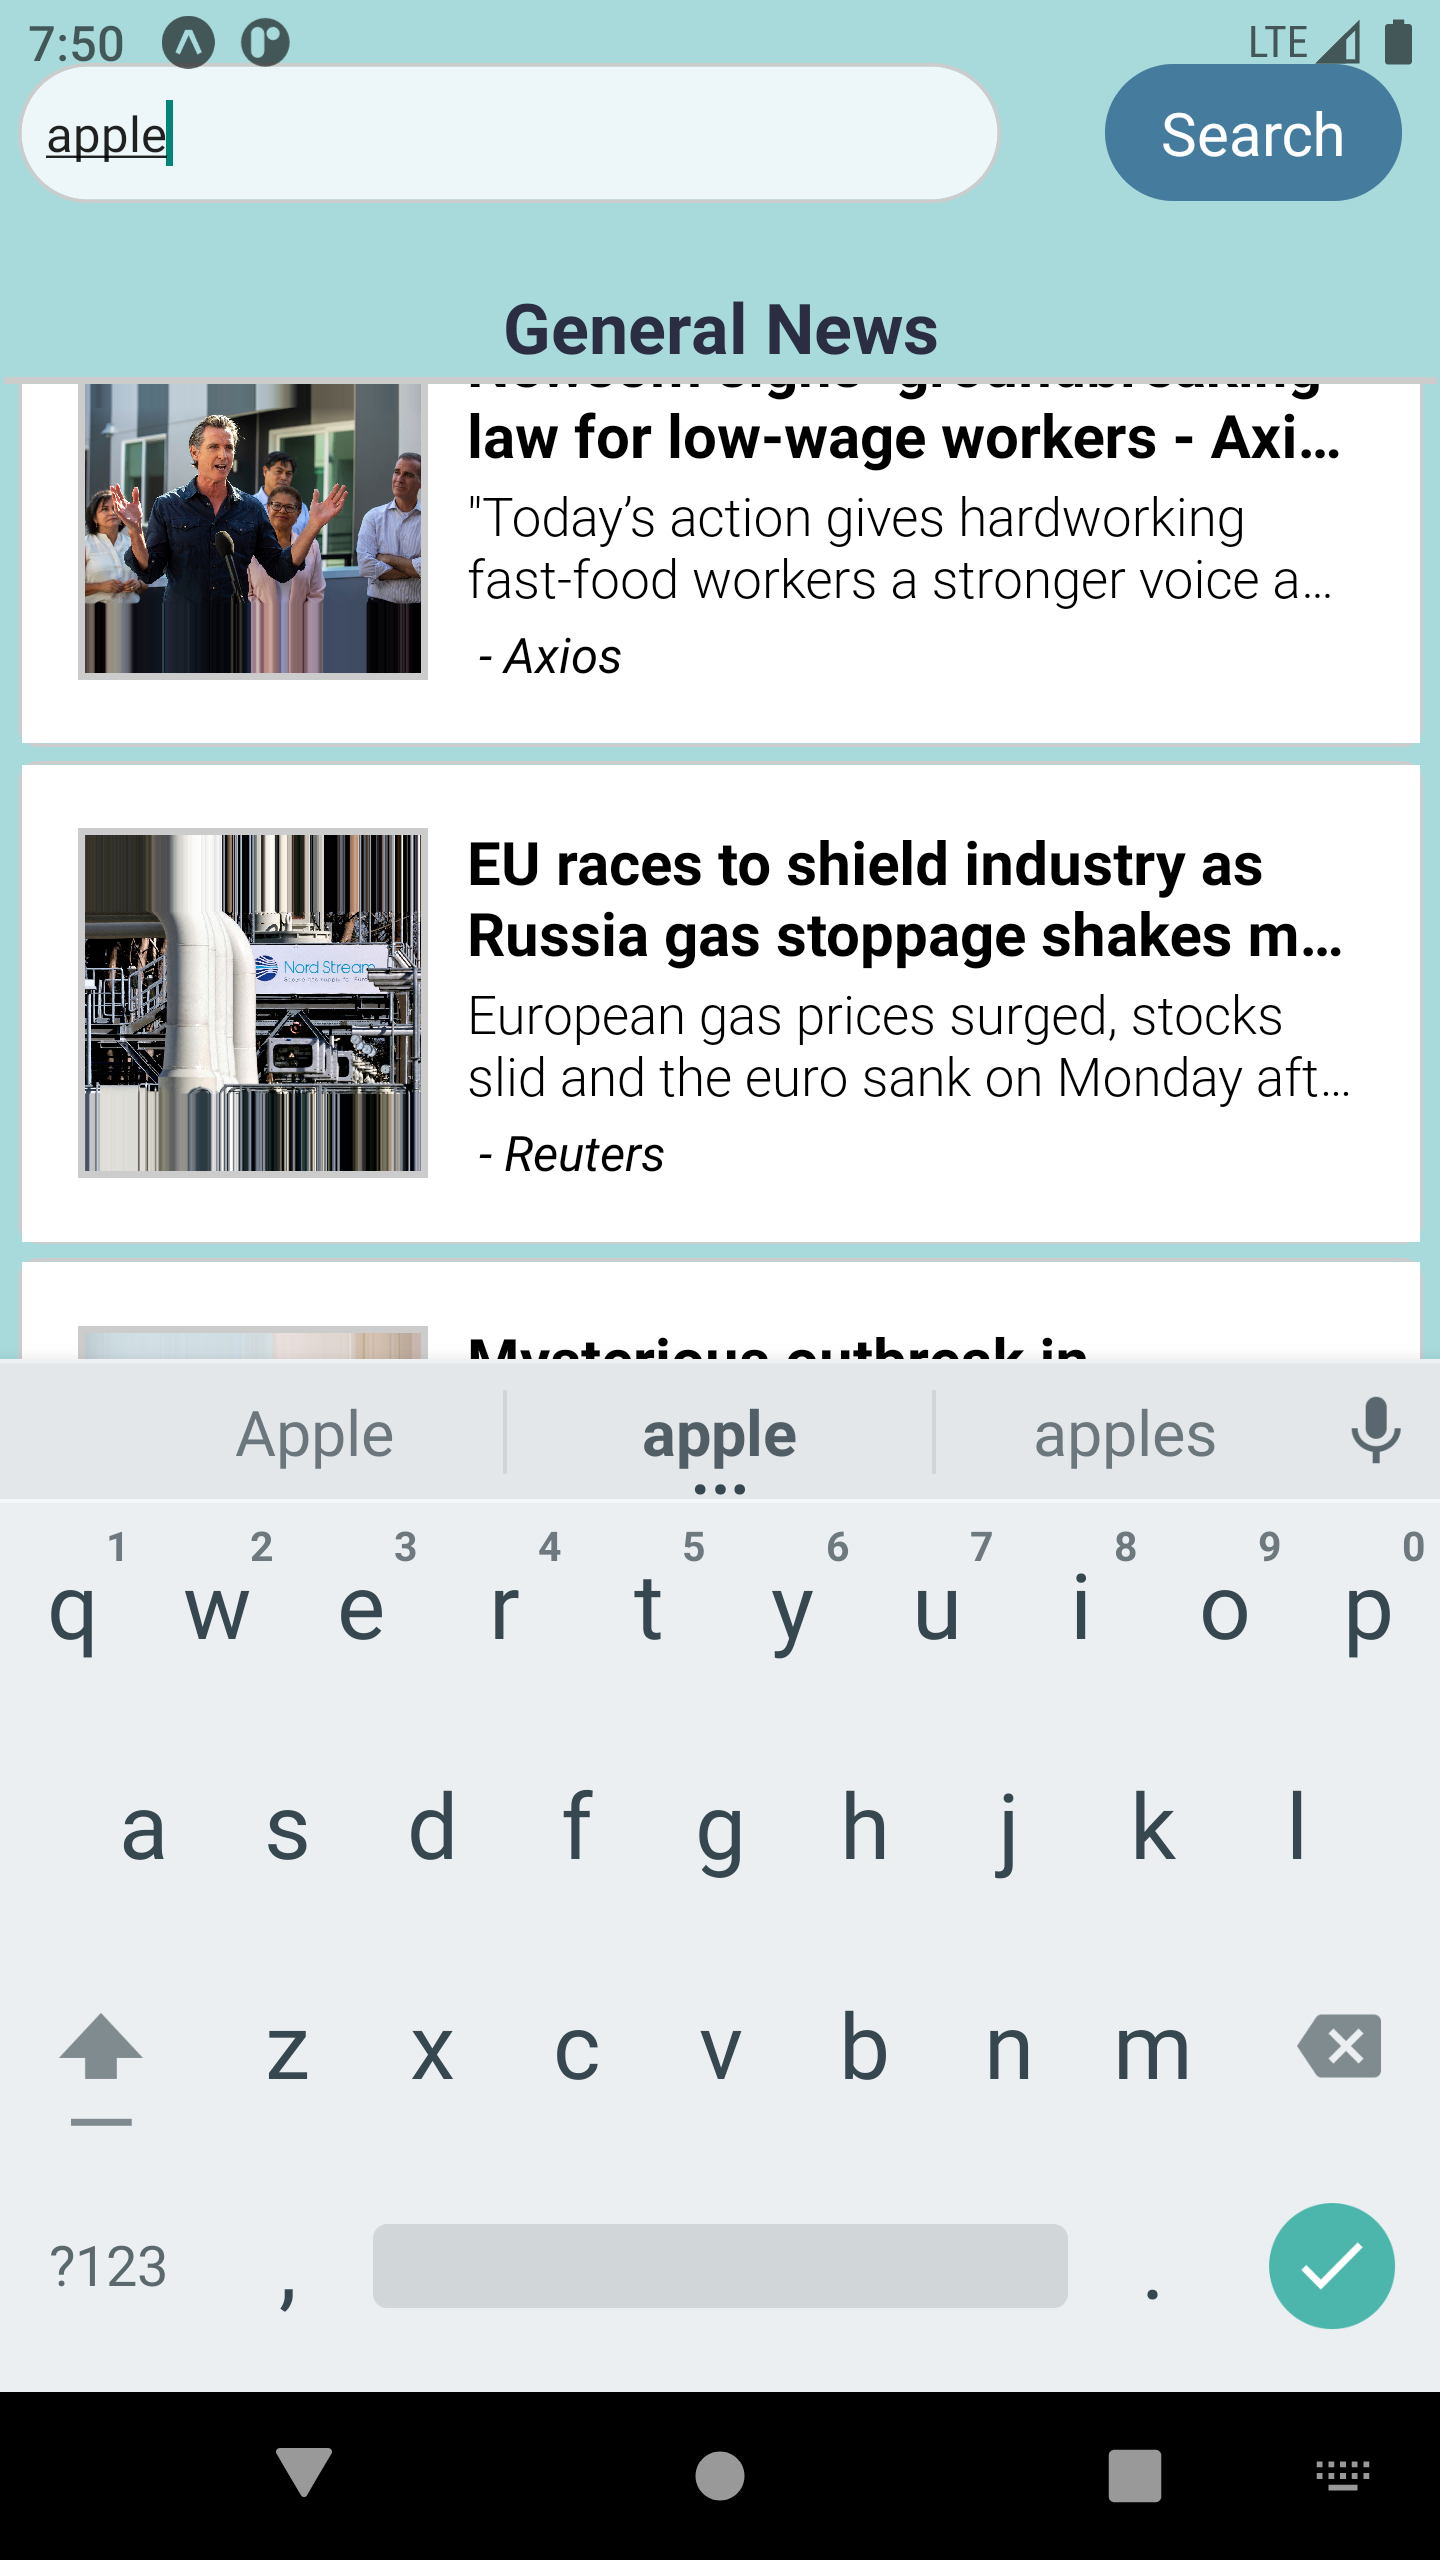 7:50
LTE
apple
Search
General News
law for low-wage workers - Axi...
"Today’s action gives hardworking
fast-food workers a stronger voice a...
- Axios
EU races to shield industry as
Russia gas stoppage shakes m...
European gas prices surged, stocks
slid and the euro sank on Monday aft...
- Reuters
Nord Stream
Mysterious outbreak in
Apple
apple
apples
1 2 3 4 5 6 7 8 9 0
q w e r t y u i o p
a s d f g h j k l
z x c v b n m
?123 , .